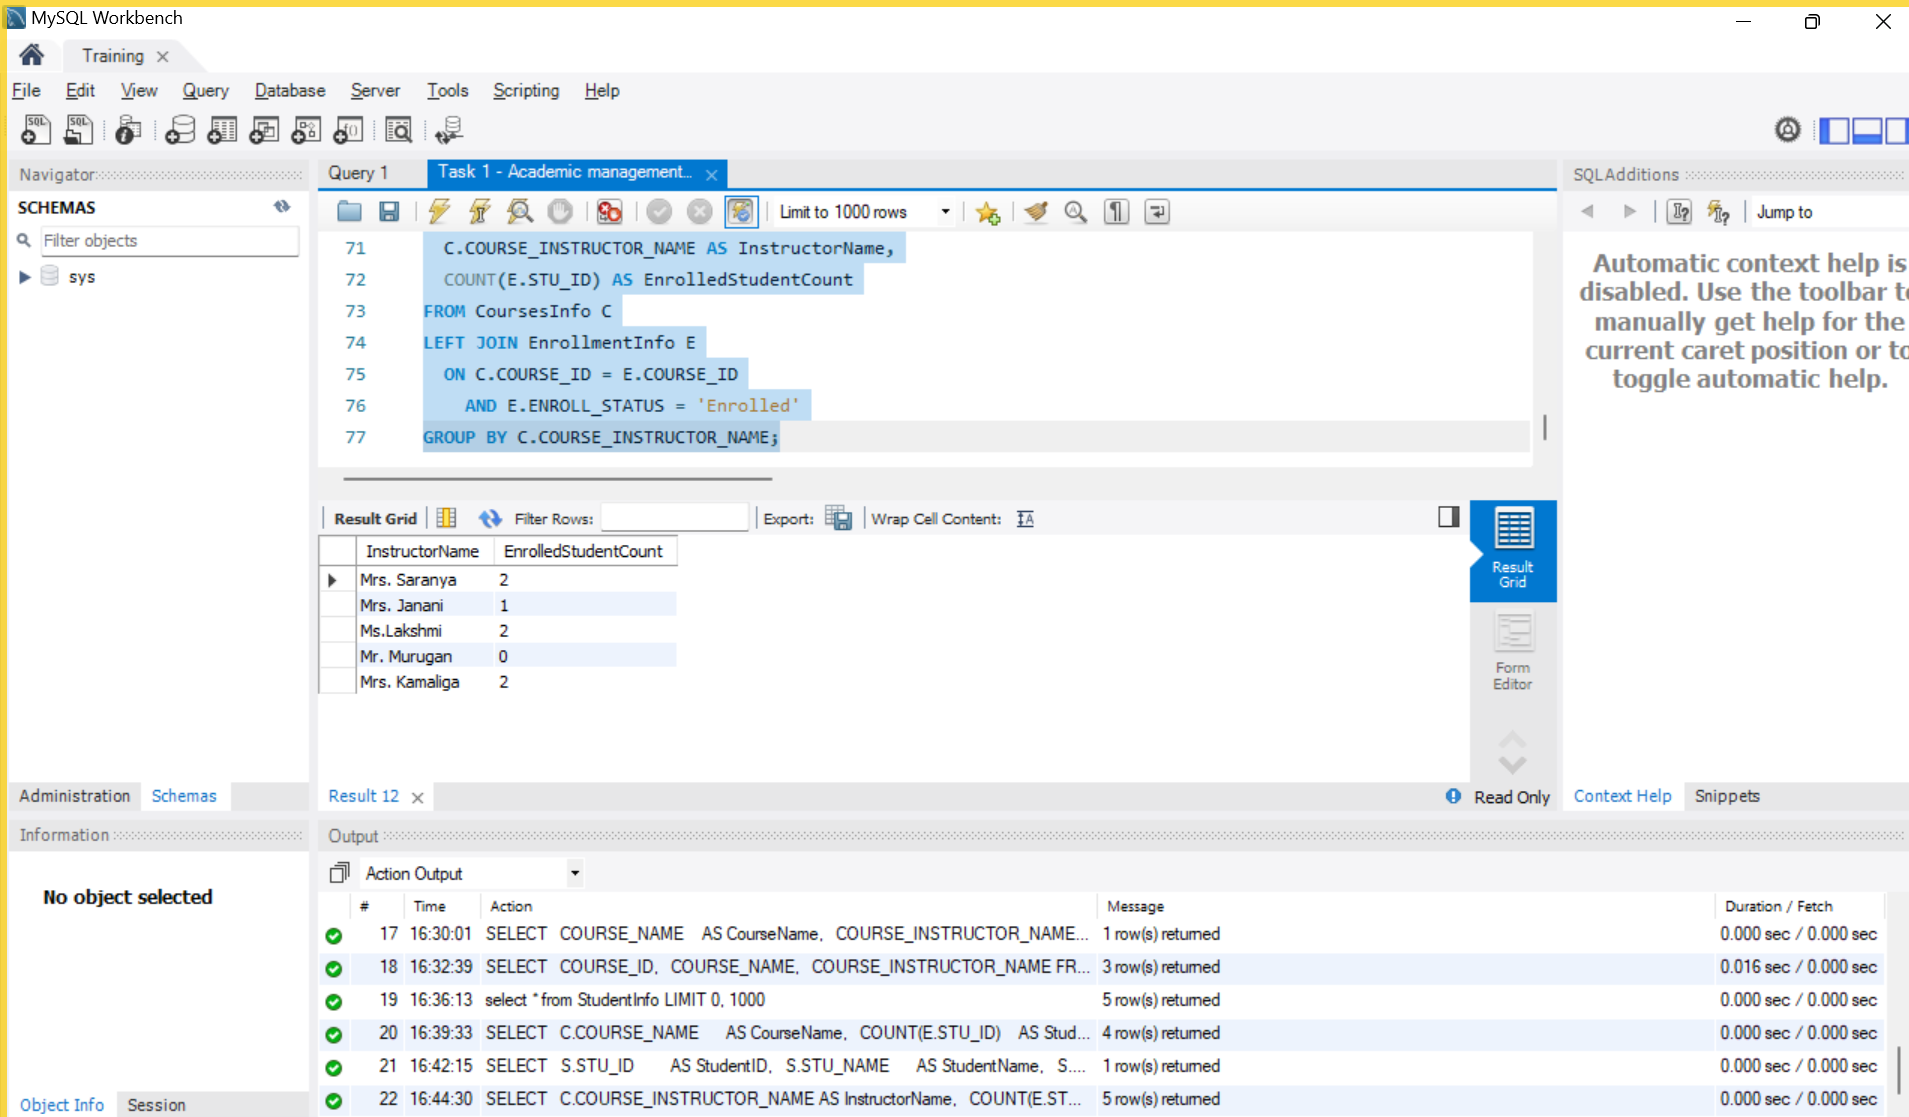 MySQL Workbench
Training
File Edit View Query Database Server Tools Scripting Help
Navigator
SCHEMAS
Filter objects
sys
Administration Schemas
Information
No object selected
Object Info Session
Query 1 Task 1 - Academic management...
Limit to 1000 rows
71 C.COURSE_INSTRUCTOR_NAME AS InstructorName,
72 COUNT(E.STU_ID) AS EnrolledStudentCount
73 FROM CoursesInfo C
74 LEFT JOIN EnrollmentInfo E
75 ON C.COURSE_ID = E.COURSE_ID
76 AND E.ENROLL_STATUS = 'Enrolled'
77 GROUP BY C.COURSE_INSTRUCTOR_NAME;
Result Grid Filter Rows: Export: Wrap Cell Content:
InstructorName EnrolledStudentCount
Mrs. Saranya 2
Mrs. Janani 1
Ms.Lakshmi 2
Mr. Murugan 0
Mrs. Kamaliga 2
Result
Grid
Form
Editor
Result 12 Read Only
SQLAdditions
Jump to
Automatic context help is
disabled. Use the toolbar to
manually get help for the
current caret position or to
toggle automatic help.
Context Help Snippets
Output
Action Output
# Time Action Message Duration / Fetch
17 16:30:01 SELECT COURSE_NAME AS CourseName, COURSE_INSTRUCTOR_NAME... 1 row(s) returned 0.000 sec / 0.000 sec
18 16:32:39 SELECT COURSE_ID, COURSE_NAME, COURSE_INSTRUCTOR_NAME FR... 3 row(s) returned 0.016 sec / 0.000 sec
19 16:36:13 select * from StudentInfo LIMIT 0, 1000 5 row(s) returned 0.000 sec / 0.000 sec
20 16:39:33 SELECT C.COURSE_NAME AS CourseName, COUNT(E.STU_ID) AS Stud... 4 row(s) returned 0.000 sec / 0.000 sec
21 16:42:15 SELECT S.STU_ID AS StudentID, S.STU_NAME AS StudentName, S.... 1 row(s) returned 0.000 sec / 0.000 sec
22 16:44:30 SELECT C.COURSE_INSTRUCTOR_NAME AS InstructorName, COUNT(E.ST... 5 row(s) returned 0.000 sec / 0.000 sec